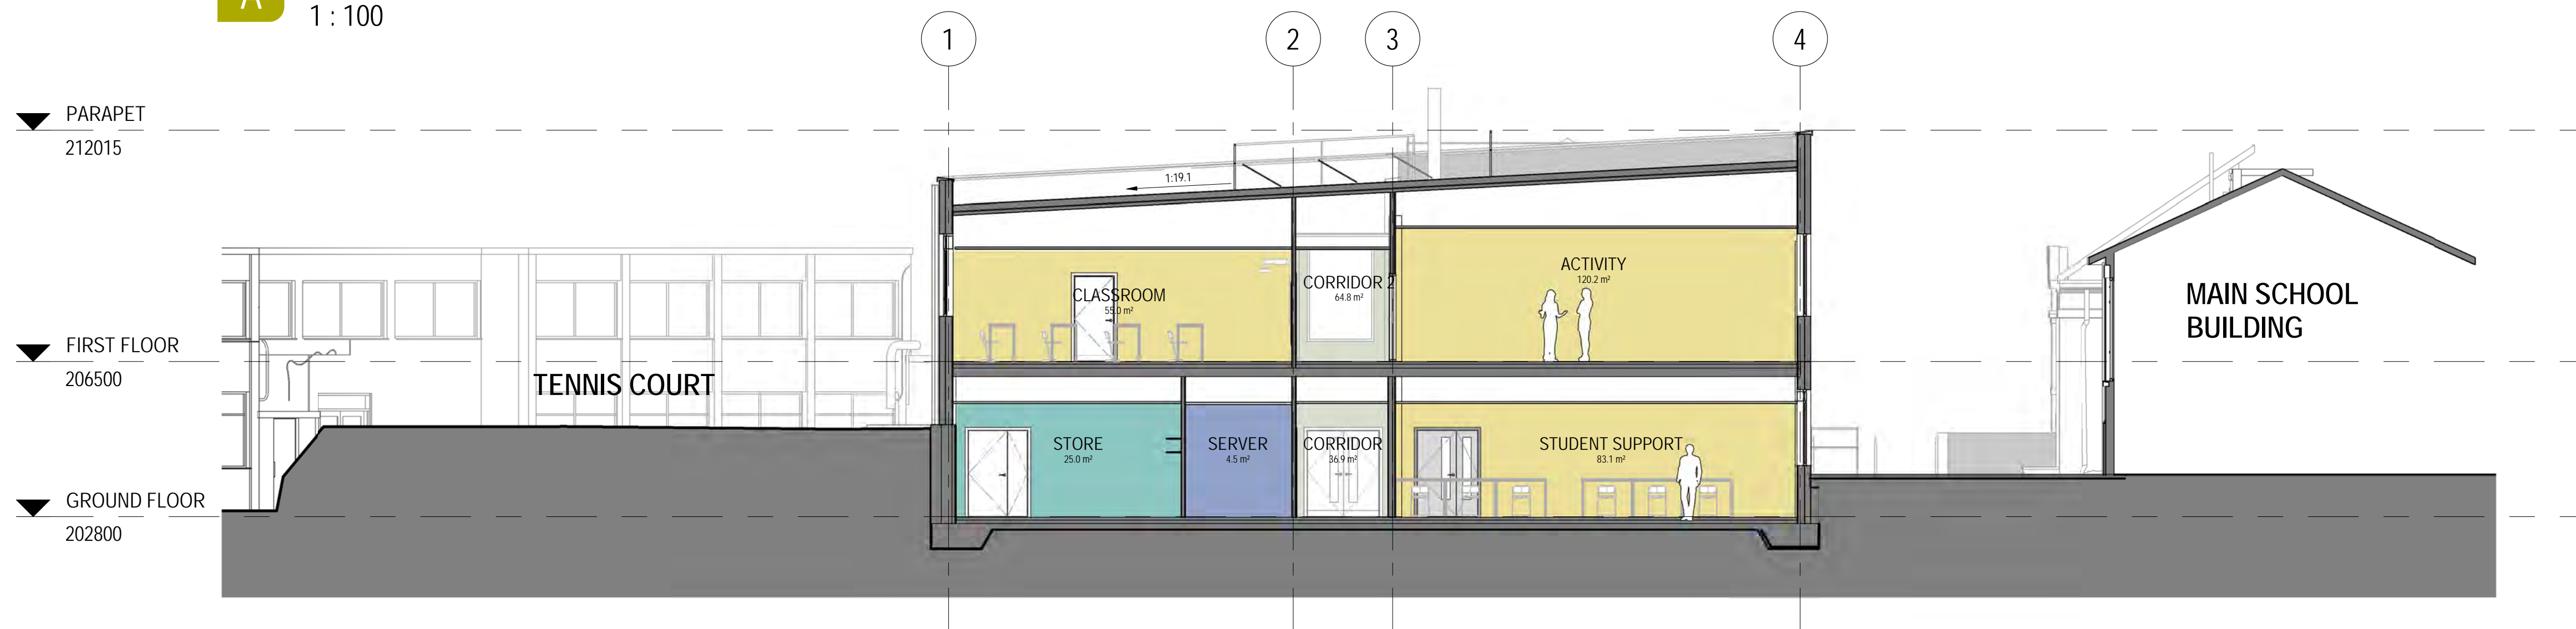 A
1 : 100
1
2
3
4
PARAPET
212015
1:19.1
ACTIVITY
120.2 m²
CORRIDOR 2
64.8 m²
CLASSROOM
55.0 m²
MAIN SCHOOL
BUILDING
FIRST FLOOR
206500
TENNIS COURT
STORE
25.0 m²
SERVER
4.5 m²
CORRIDOR
36.9 m²
STUDENT SUPPORT
83.1 m²
GROUND FLOOR
202800